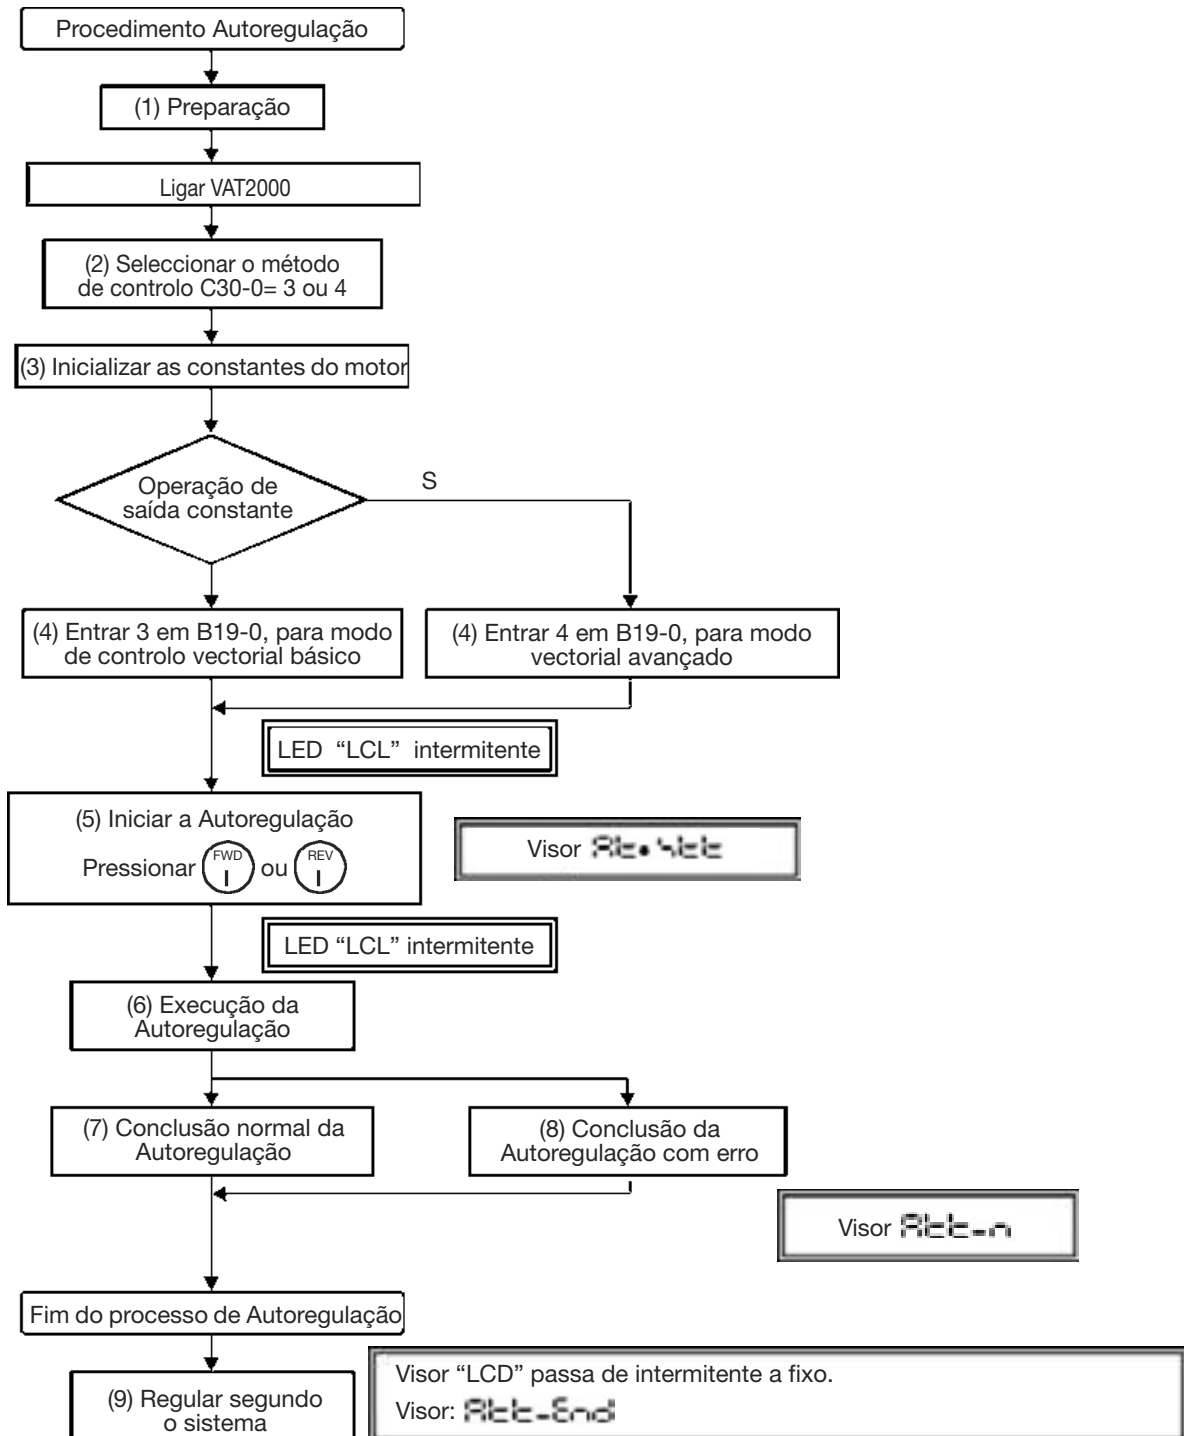 Procedimento Autoregulação
(1) Preparação
Ligar VAT2000
(2) Seleccionar o método
de controlo C30-0= 3 ou 4
(3) Inicializar as constantes do motor
Operação de
saída constante
S
(4) Entrar 3 em B19-0, para modo
de controlo vectorial básico
(4) Entrar 4 em B19-0, para modo
vectorial avançado
LED “LCL” intermitente
(5) Iniciar a Autoregulação
Pressionar FWD I ou REV I
Visor
LED “LCL” intermitente
(6) Execução da
Autoregulação
(7) Conclusão normal da
Autoregulação
(8) Conclusão da
Autoregulação com erro
Visor Att-n
Fim do processo de Autoregulação
(9) Regular segundo
o sistema
Visor “LCD” passa de intermitente a fixo.
Visor: Att-End